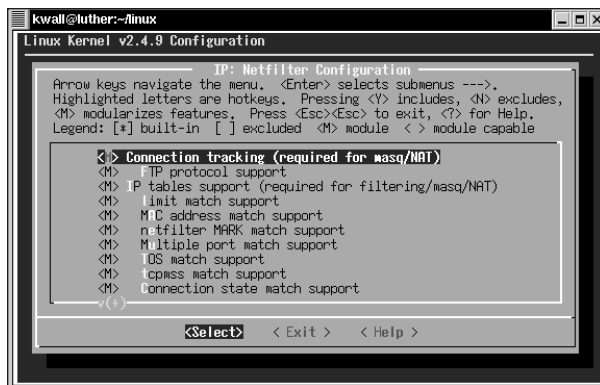 kwall@luther:~/linux
Linux Kernel v2.4.9 Configuration
IP: Netfilter Configuration
Arrow keys navigate the menu. <Enter> selects submenus --->.
Highlighted letters are hotkeys. Pressing <Y> includes, <N> excludes,
<M> modularizes features. Press <Esc><Esc> to exit, <?> for Help.
Legend: [*] built-in [ ] excluded <M> module < > module capable
<M> Connection tracking (required for masq/NAT)
<M> FTP protocol support
<M> IP tables support (required for filtering/masq/NAT)
<M> limit match support
<M> MAC address match support
<M> netfilter MARK match support
<M> Multiple port match support
<M> TOS match support
<M> tcpmss match support
<M> Connection state match support
v(+)
<Select> < Exit > < Help >